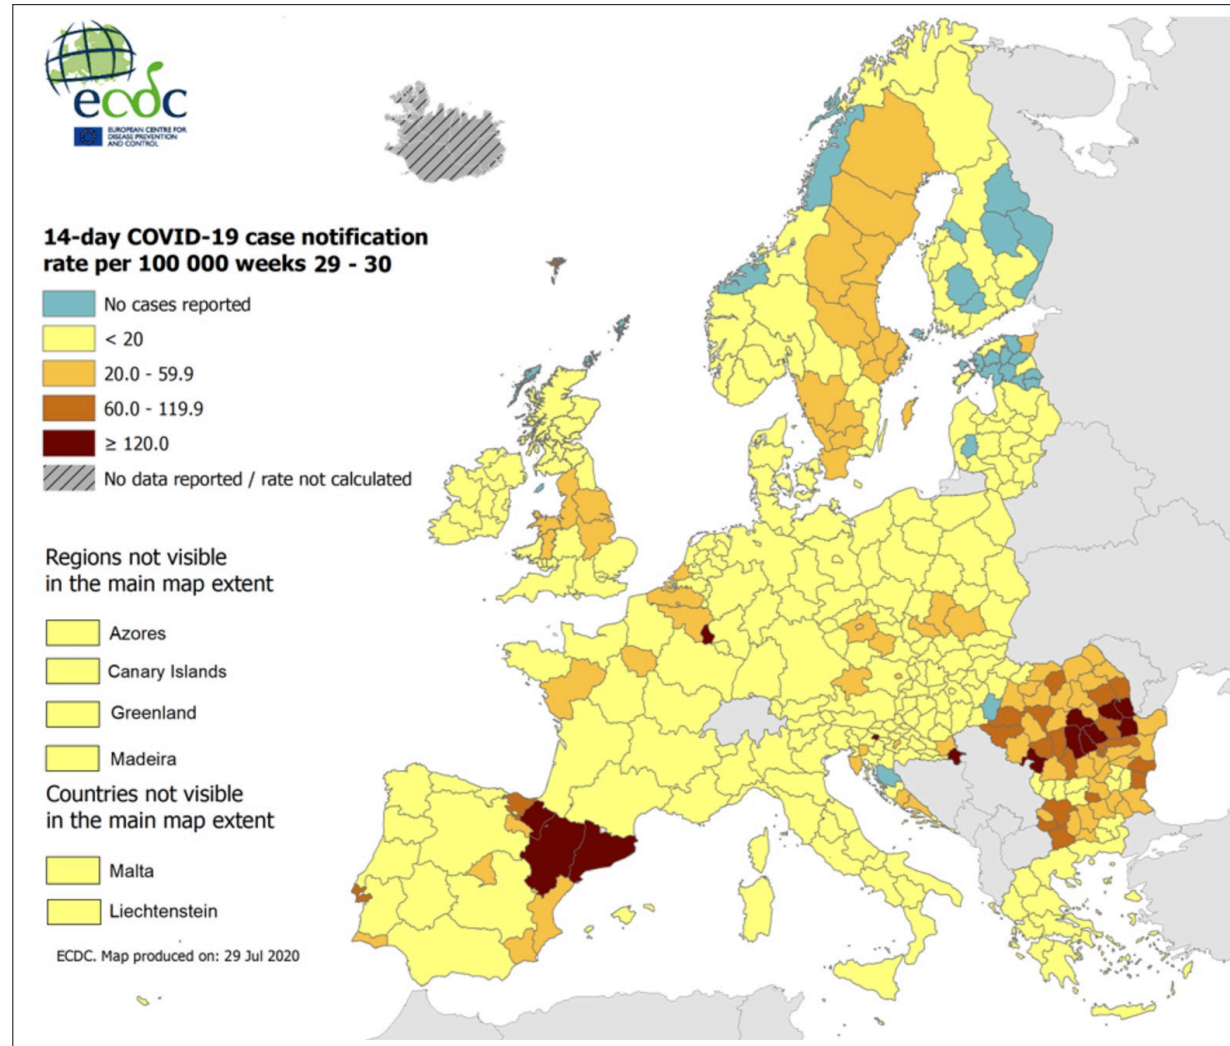 ecdc
EUROPEAN CENTRE FOR
DISEASE PREVENTION
AND CONTROL
14-day COVID-19 case notification
rate per 100 000 weeks 29 - 30
No cases reported
< 20
20.0 - 59.9
60.0 - 119.9
≥ 120.0
No data reported / rate not calculated
Regions not visible
in the main map extent
Azores
Canary Islands
Greenland
Madeira
Countries not visible
in the main map extent
Malta
Liechtenstein
ECDC. Map produced on: 29 Jul 2020